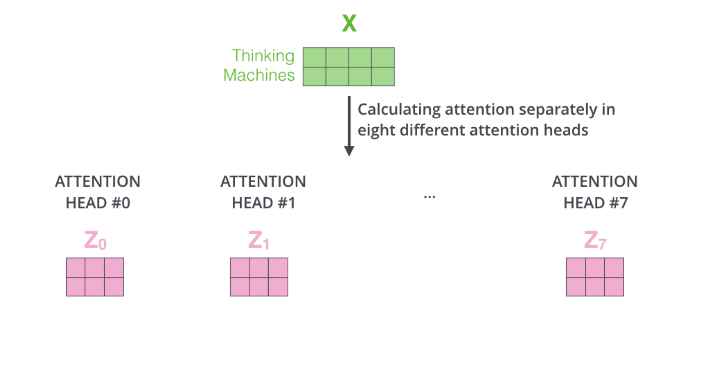 X
Thinking
Machines
Calculating attention separately in
eight different attention heads
ATTENTION
HEAD #0
ATTENTION
HEAD #1
...
ATTENTION
HEAD #7
Z0
Z1
Z7